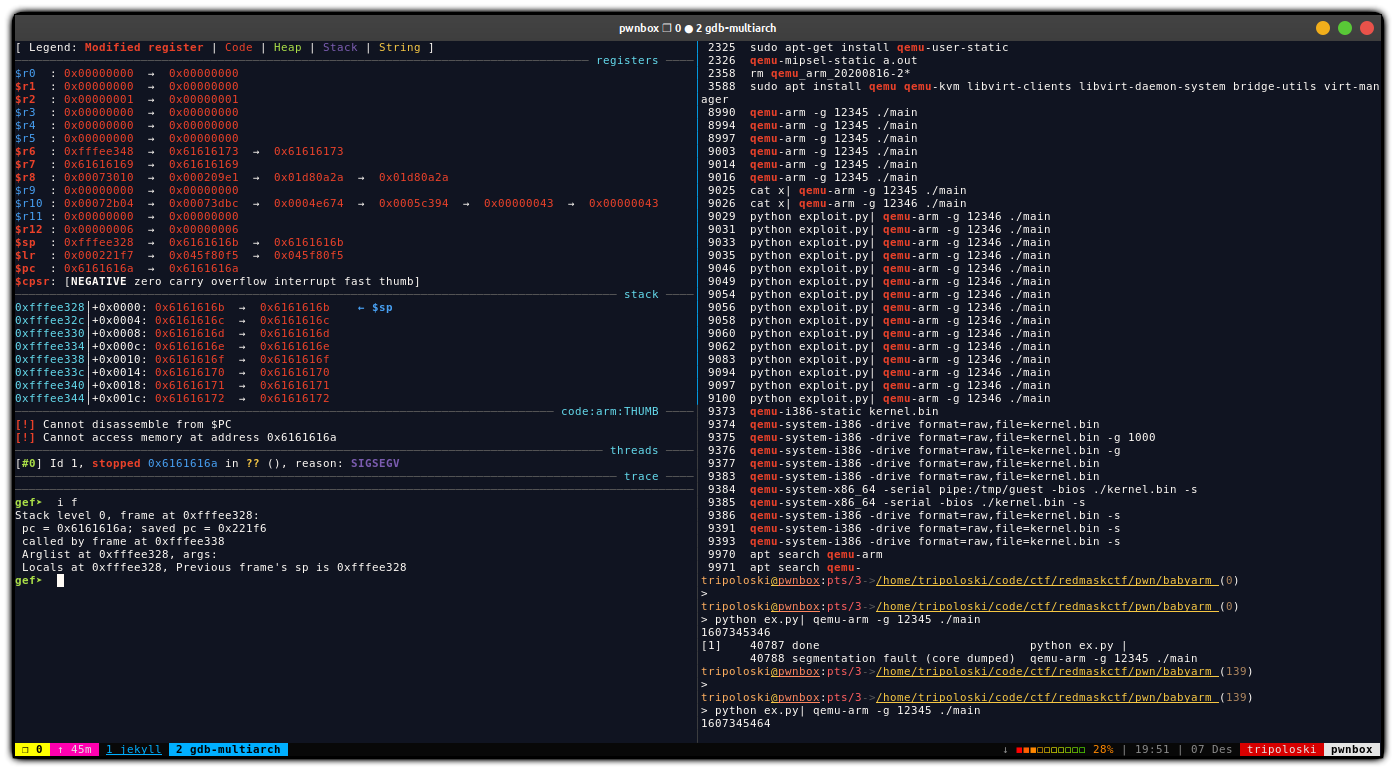 pwnbox ❐ 0 ● 2 gdb-multiarch
[ Legend: Modified register | Code | Heap | Stack | String ]
registers
$r0  : 0x00000000  →  0x00000000
$r1  : 0x00000000  →  0x00000000
$r2  : 0x00000001  →  0x00000001
$r3  : 0x00000000  →  0x00000000
$r4  : 0x00000000  →  0x00000000
$r5  : 0x00000000  →  0x00000000
$r6  : 0xfffee348  →  0x61616173  →  0x61616173
$r7  : 0x61616169  →  0x61616169
$r8  : 0x00073010  →  0x000209e1  →  0x01d80a2a  →  0x01d80a2a
$r9  : 0x00000000  →  0x00000000
$r10 : 0x00072b04  →  0x00073dbc  →  0x0004e674  →  0x0005c394  →  0x00000043  →  0x00000043
$r11 : 0x00000000  →  0x00000000
$r12 : 0x00000006  →  0x00000006
$sp  : 0xfffee328  →  0x6161616b  →  0x6161616b
$lr  : 0x000221f7  →  0x045f80f5  →  0x045f80f5
$pc  : 0x6161616a  →  0x6161616a
$cpsr: [NEGATIVE zero carry overflow interrupt fast thumb]
stack
0xfffee328│+0x0000: 0x6161616b  →  0x6161616b    ← $sp
0xfffee32c│+0x0004: 0x6161616c  →  0x6161616c
0xfffee330│+0x0008: 0x6161616d  →  0x6161616d
0xfffee334│+0x000c: 0x6161616e  →  0x6161616e
0xfffee338│+0x0010: 0x6161616f  →  0x6161616f
0xfffee33c│+0x0014: 0x61616170  →  0x61616170
0xfffee340│+0x0018: 0x61616171  →  0x61616171
0xfffee344│+0x001c: 0x61616172  →  0x61616172
code:arm:THUMB
[!] Cannot disassemble from $PC
[!] Cannot access memory at address 0x6161616a
threads
[#0] Id 1, stopped 0x6161616a in ?? (), reason: SIGSEGV
trace
gef➤  i f
Stack level 0, frame at 0xfffee328:
 pc = 0x6161616a; saved pc = 0x221f6
 called by frame at 0xfffee338
 Arglist at 0xfffee328, args:
 Locals at 0xfffee328, Previous frame's sp is 0xfffee328
gef➤
 2325  sudo apt-get install qemu-user-static
 2326  qemu-mipsel-static a.out
 2358  rm qemu_arm_20200816-2*
 3588  sudo apt install qemu qemu-kvm libvirt-clients libvirt-daemon-system bridge-utils virt-man
ager
 8990  qemu-arm -g 12345 ./main
 8994  qemu-arm -g 12345 ./main
 8997  qemu-arm -g 12345 ./main
 9003  qemu-arm -g 12345 ./main
 9014  qemu-arm -g 12345 ./main
 9016  qemu-arm -g 12345 ./main
 9025  cat x| qemu-arm -g 12345 ./main
 9026  cat x| qemu-arm -g 12345 ./main
 9029  python exploit.py| qemu-arm -g 12346 ./main
 9031  python exploit.py| qemu-arm -g 12346 ./main
 9033  python exploit.py| qemu-arm -g 12346 ./main
 9035  python exploit.py| qemu-arm -g 12346 ./main
 9046  python exploit.py| qemu-arm -g 12346 ./main
 9049  python exploit.py| qemu-arm -g 12346 ./main
 9054  python exploit.py| qemu-arm -g 12346 ./main
 9056  python exploit.py| qemu-arm -g 12346 ./main
 9058  python exploit.py| qemu-arm -g 12346 ./main
 9060  python exploit.py| qemu-arm -g 12346 ./main
 9062  python exploit.py| qemu-arm -g 12346 ./main
 9083  python exploit.py| qemu-arm -g 12346 ./main
 9094  python exploit.py| qemu-arm -g 12346 ./main
 9097  python exploit.py| qemu-arm -g 12346 ./main
 9100  python exploit.py| qemu-arm -g 12346 ./main
 9373  qemu-i386-static kernel.bin
 9374  qemu-system-i386 -drive format=raw,file=kernel.bin
 9375  qemu-system-i386 -drive format=raw,file=kernel.bin -g 1000
 9376  qemu-system-i386 -drive format=raw,file=kernel.bin -g
 9377  qemu-system-i386 -drive format=raw,file=kernel.bin
 9383  qemu-system-i386 -drive format=raw,file=kernel.bin
 9384  qemu-system-x86_64 -serial pipe:/tmp/guest -bios ./kernel.bin -s
 9385  qemu-system-x86_64 -serial -bios ./kernel.bin -s
 9386  qemu-system-i386 -drive format=raw,file=kernel.bin -s
 9391  qemu-system-i386 -drive format=raw,file=kernel.bin -s
 9393  qemu-system-i386 -drive format=raw,file=kernel.bin -s
 9970  apt search qemu-arm
 9971  apt search qemu-
tripoloski@pwnbox:pts/3->/home/tripoloski/code/ctf/redmaskctf/pwn/babyarm (0)
>
tripoloski@pwnbox:pts/3->/home/tripoloski/code/ctf/redmaskctf/pwn/babyarm (0)
> python ex.py| qemu-arm -g 12345 ./main
1607345346
[1]    40787 done                              python ex.py |
       40788 segmentation fault (core dumped)  qemu-arm -g 12345 ./main
tripoloski@pwnbox:pts/3->/home/tripoloski/code/ctf/redmaskctf/pwn/babyarm (139)
>
tripoloski@pwnbox:pts/3->/home/tripoloski/code/ctf/redmaskctf/pwn/babyarm (139)
> python ex.py| qemu-arm -g 12345 ./main
1607345464
❐ 0  ↑ 45m  1 jekyll  2 gdb-multiarch  ↓ ◼◼◼◻◻◻◻◻◻◻ 28% | 19:51 | 07 Des  tripoloski  pwnbox